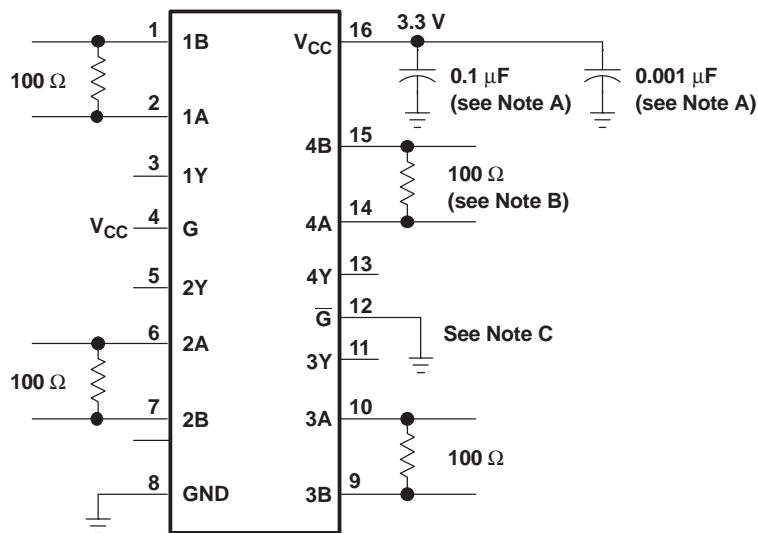 1 1B V_CC 16 3.3 V
100 Ω
0.1 μF 0.001 μF
(see Note A) (see Note A)
2 1A
4B 15
3 1Y
100 Ω
(see Note B)
V_CC 4 G
4A 14
5 2Y
4Y 13
G̅ 12
See Note C
6 2A
3Y 11
100 Ω
7 2B
3A 10
100 Ω
8 GND
3B 9